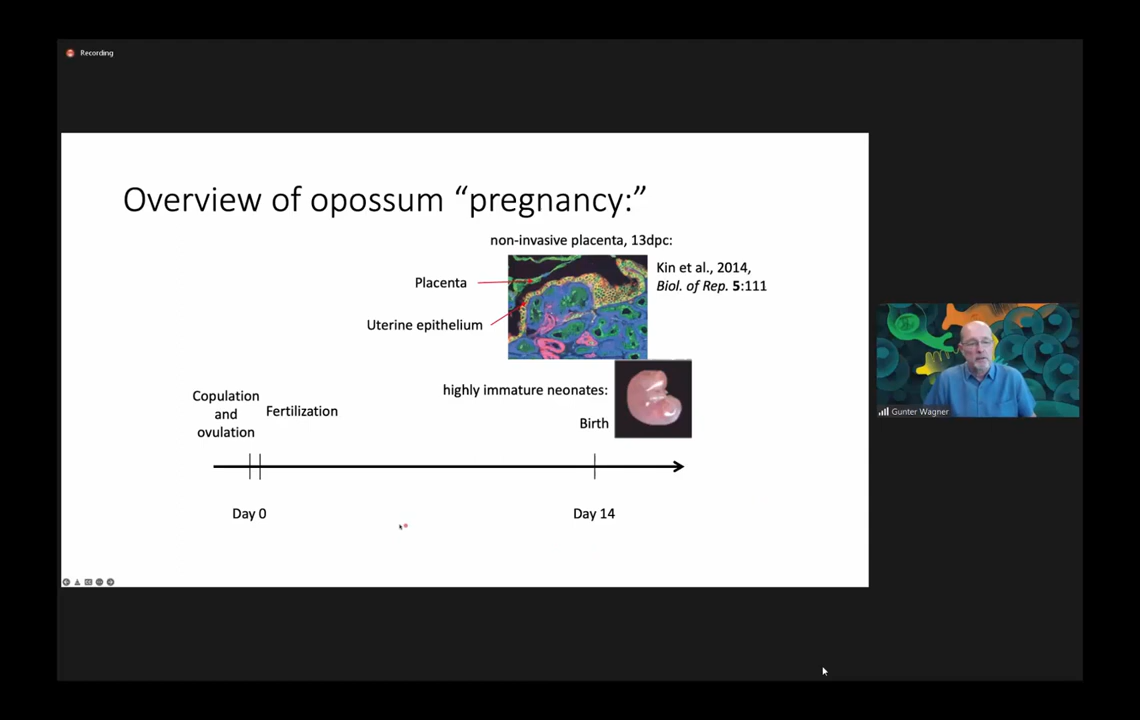 Recording
Overview of opossum “pregnancy:”
non-invasive placenta, 13dpc:
Placenta
Kin et al., 2014,
Biol. of Rep. 5:111
Uterine epithelium
highly immature neonates:
Copulation
and
ovulation
Fertilization
Birth
Day 0
Day 14
Gunter Wagner